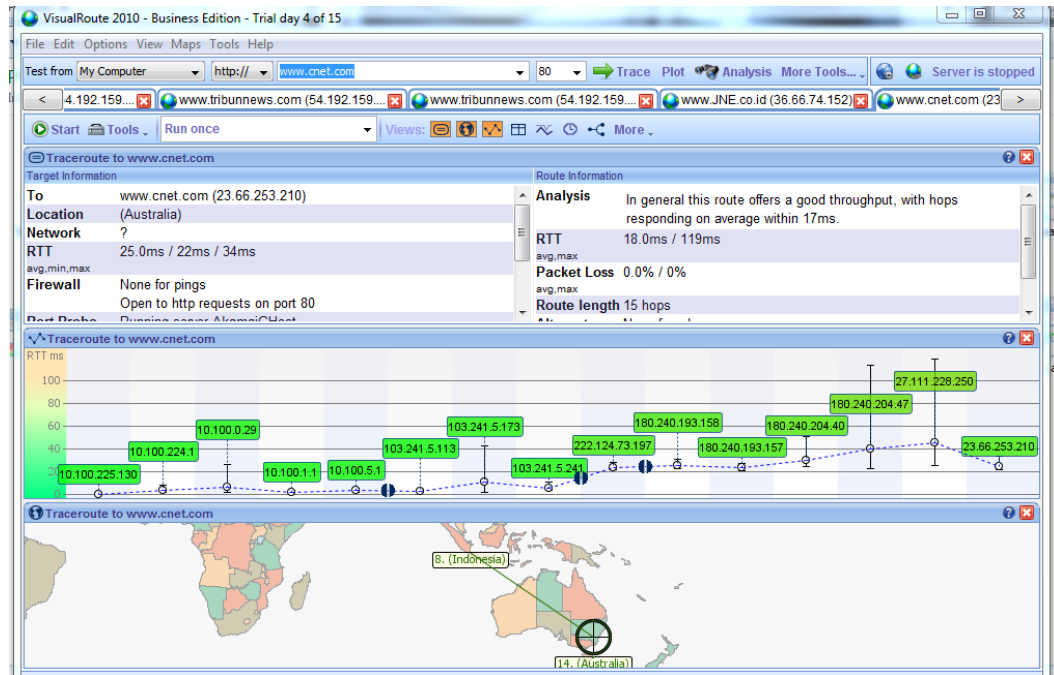 VisualRoute 2010 - Business Edition - Trial day 4 of 15
File Edit Options View Maps Tools Help
Test from My Computer http:// www.cnet.com 80 Trace Plot Analysis More Tools... Server is stopped
< 4.192.159.... www.tribunnews.com (54.192.159.... www.tribunnews.com (54.192.159.... www.JNE.co.id (36.66.74.152) www.cnet.com (23 >
Start Tools Run once Views: More
Traceroute to www.cnet.com
Target Information
To www.cnet.com (23.66.253.210)
Location (Australia)
Network ?
RTT 25.0ms / 22ms / 34ms
avg,min,max
Firewall None for pings
Open to http requests on port 80
Route Information
Analysis In general this route offers a good throughput, with hops
responding on average within 17ms.
RTT 18.0ms / 119ms
avg,max
Packet Loss 0.0% / 0%
avg,max
Route length 15 hops
Traceroute to www.cnet.com
RTT ms
100
80
60
40
20
0
10.100.225.130
10.100.224.1
10.100.0.29
10.100.1.1
10.100.5.1
103.241.5.113
103.241.5.173
103.241.5.241
222.124.73.197
180.240.193.158
180.240.193.157
180.240.204.40
180.240.204.47
27.111.228.250
23.66.253.210
Traceroute to www.cnet.com
8. (Indonesia)
14. (Australia)